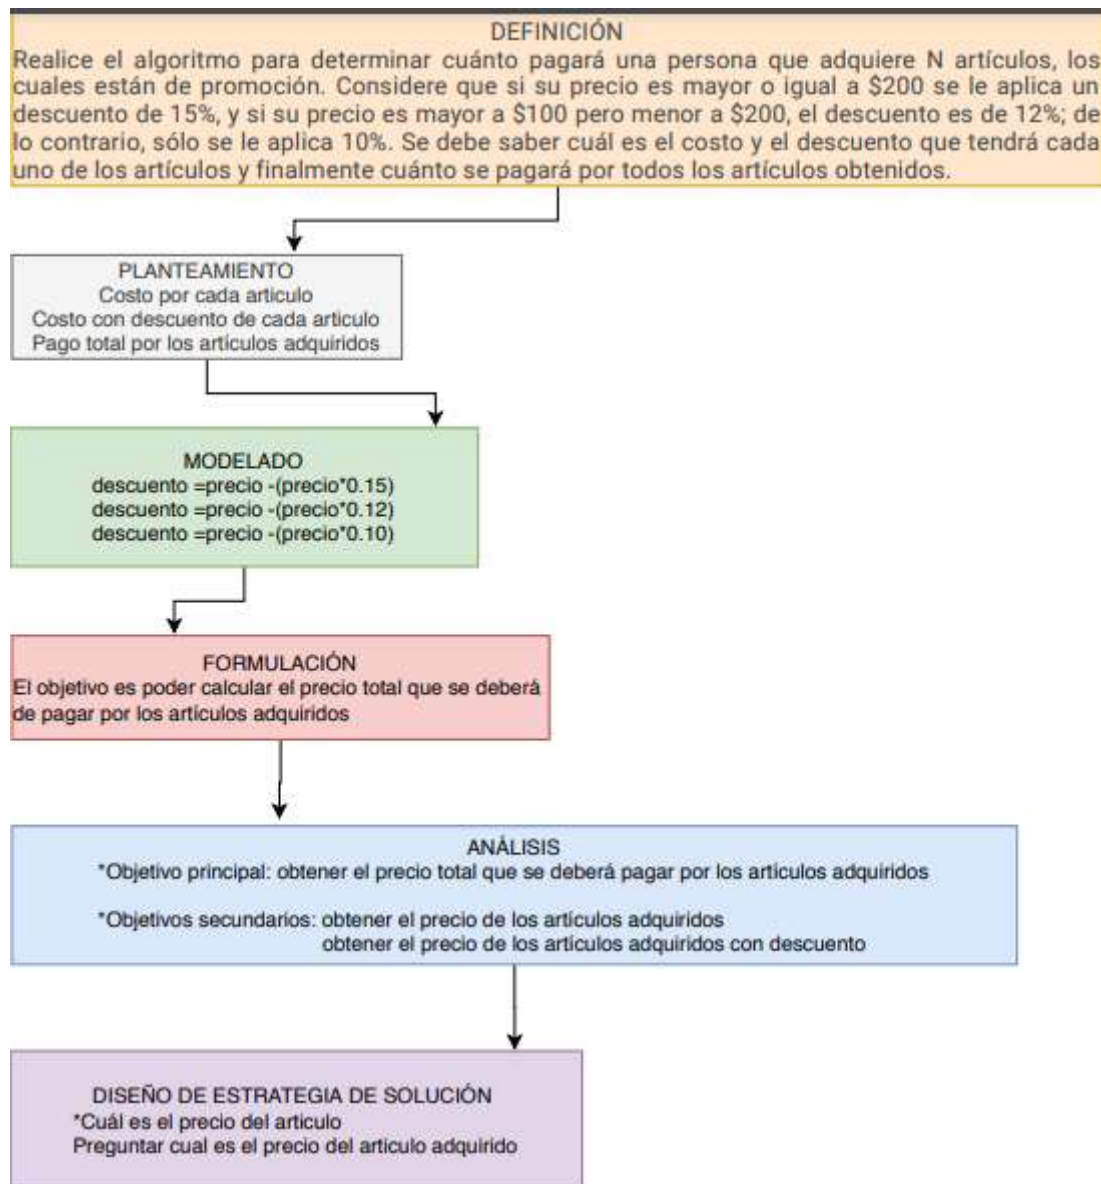 DEFINICIÓN
Realice el algoritmo para determinar cuánto pagará una persona que adquiere N artículos, los
cuales están de promoción. Considere que si su precio es mayor o igual a $200 se le aplica un
descuento de 15%, y si su precio es mayor a $100 pero menor a $200, el descuento es de 12%; de
lo contrario, sólo se le aplica 10%. Se debe saber cuál es el costo y el descuento que tendrá cada
uno de los artículos y finalmente cuánto se pagará por todos los artículos obtenidos.
PLANTEAMIENTO
Costo por cada articulo
Costo con descuento de cada articulo
Pago total por los artículos adquiridos
MODELADO
descuento =precio -(precio*0.15)
descuento =precio -(precio*0.12)
descuento =precio -(precio*0.10)
FORMULACIÓN
El objetivo es poder calcular el precio total que se deberá
de pagar por los artículos adquiridos
ANÁLISIS
*Objetivo principal: obtener el precio total que se deberá pagar por los artículos adquiridos
*Objetivos secundarios: obtener el precio de los artículos adquiridos
obtener el precio de los artículos adquiridos con descuento
DISEÑO DE ESTRATEGIA DE SOLUCIÓN
*Cuál es el precio del articulo
Preguntar cual es el precio del articulo adquirido